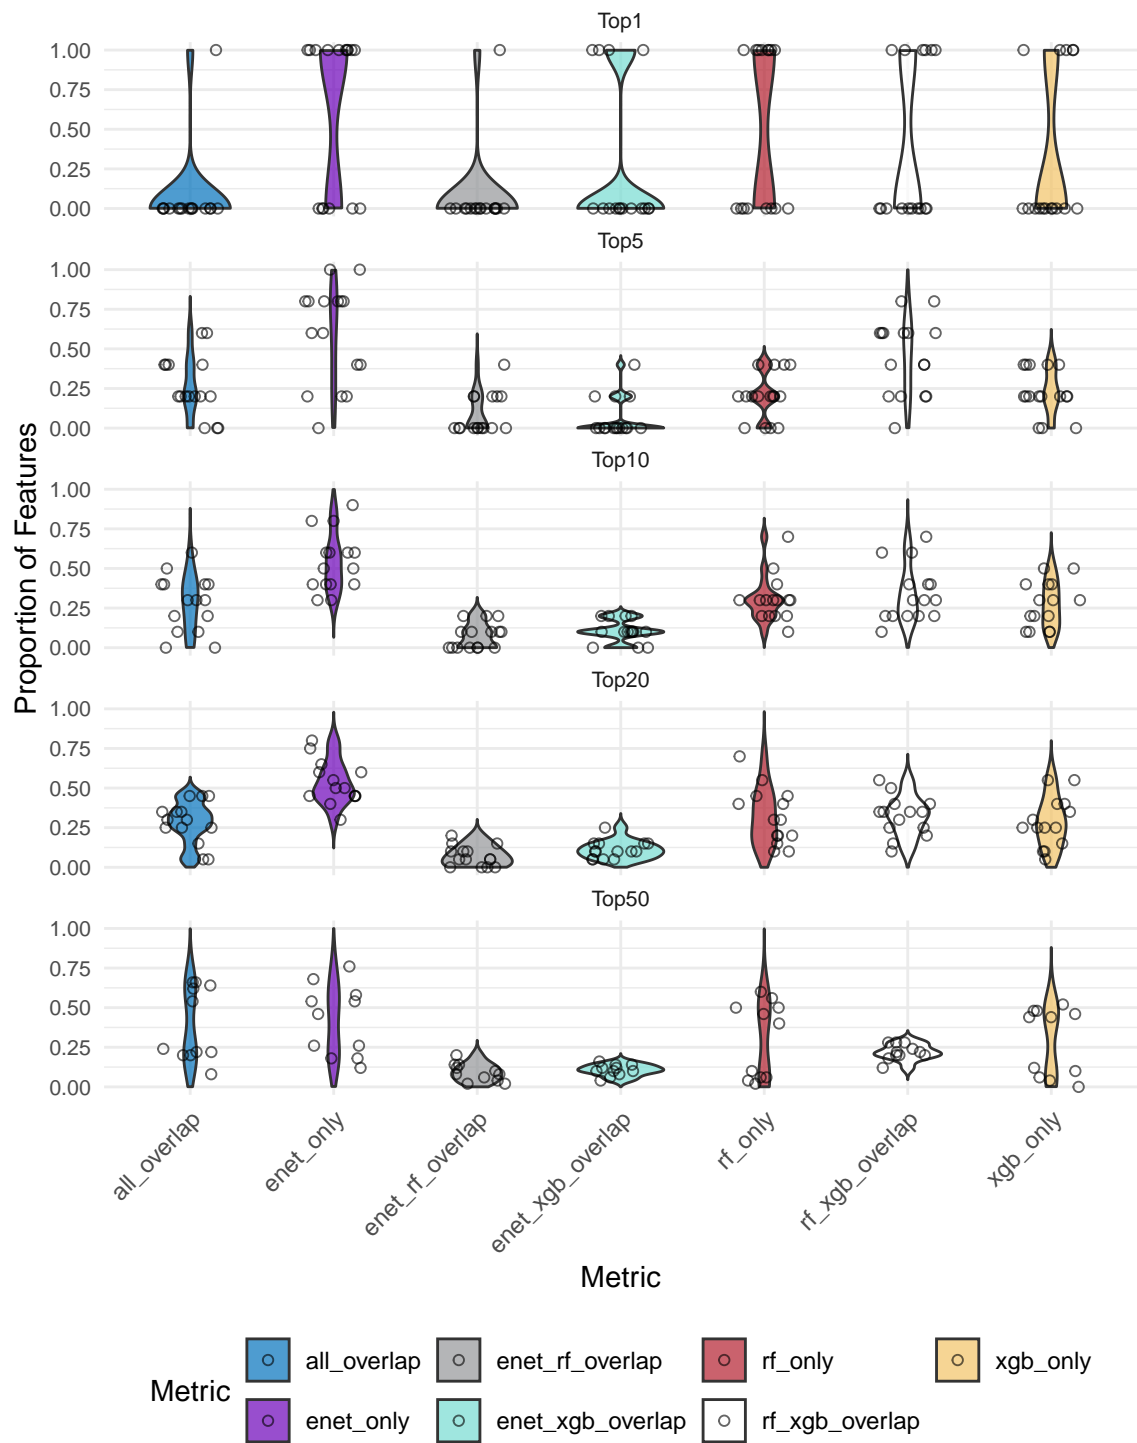 Top1
1.00
0.75
0.50
0.25
0.00
Top5
1.00
0.75
0.50
0.25
0.00
Top10
1.00
0.75
0.50
0.25
0.00
Top20
1.00
0.75
0.50
0.25
0.00
Top50
1.00
0.75
0.50
0.25
0.00
Proportion of Features
all_overlap
enet_only
enet_rf_overlap
enet_xgb_overlap
rf_only
rf_xgb_overlap
xgb_only
Metric
Metric
all_overlap
enet_rf_overlap
rf_only
xgb_only
enet_only
enet_xgb_overlap
rf_xgb_overlap